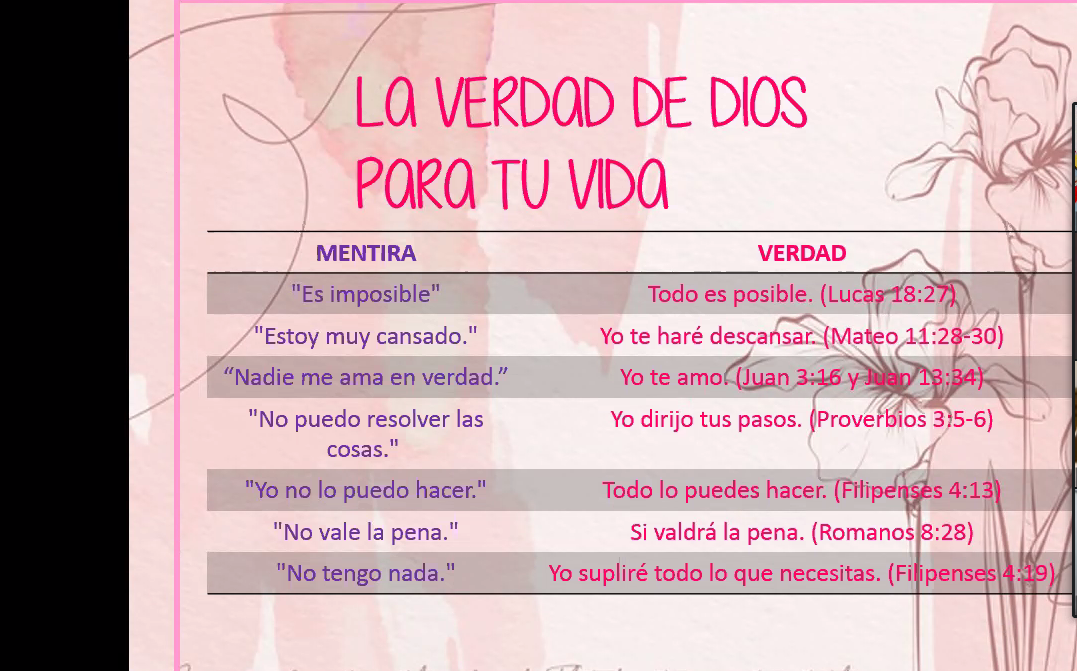 LA VERDAD DE DIOS
PARA TU VIDA
MENTIRA VERDAD
"Es imposible" Todo es posible. (Lucas 18:27)
"Estoy muy cansado." Yo te haré descansar. (Mateo 11:28-30)
“Nadie me ama en verdad.” Yo te amo. (Juan 3:16 y Juan 13:34)
"No puedo resolver las Yo dirijo tus pasos. (Proverbios 3:5-6)
cosas."
"Yo no lo puedo hacer." Todo lo puedes hacer. (Filipenses 4:13)
"No vale la pena." Si valdrá la pena. (Romanos 8:28)
"No tengo nada." Yo supliré todo lo que necesitas. (Filipenses 4:19)